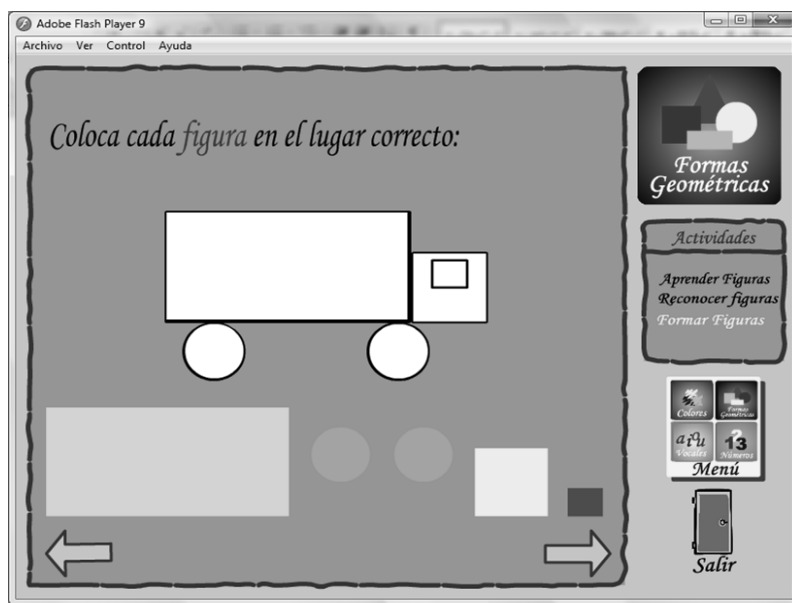 Adobe Flash Player 9
Archivo Ver Control Ayuda
Coloca cada figura en el lugar correcto:
Formas
Geométricas
Actividades
Aprender Figuras
Reconocer figuras
Formar Figuras
Colores
Formas
Geométricas
aiou
Vocales
13
Números
Menú
Salir